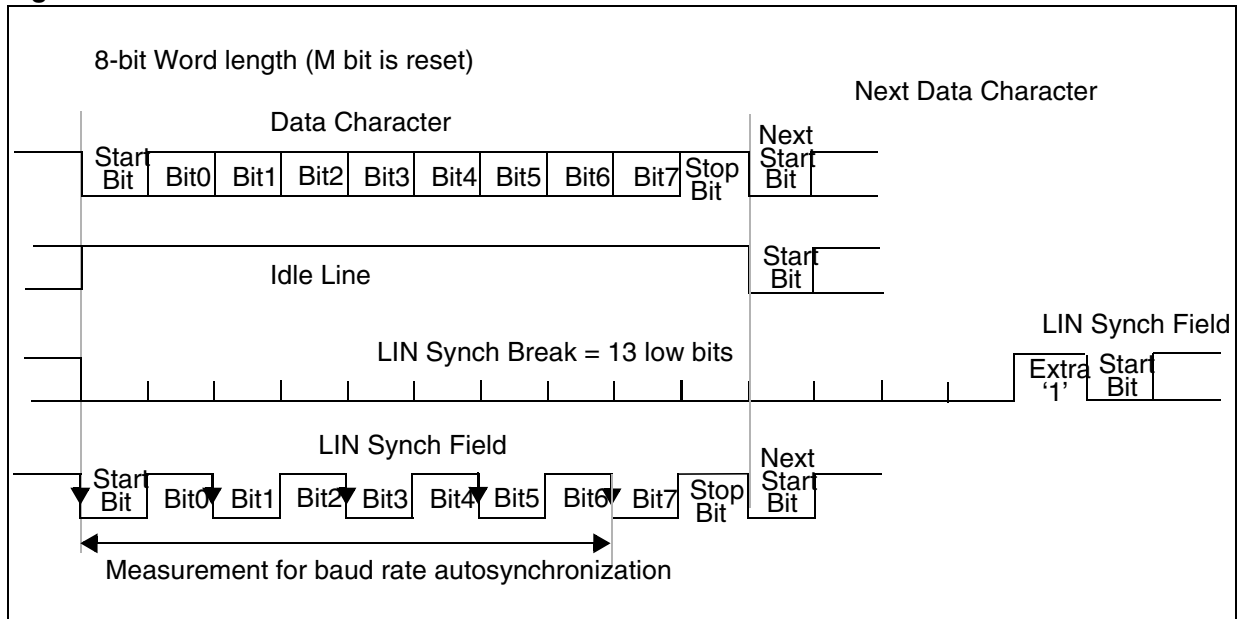 8-bit Word length (M bit is reset)
Next Data Character
Data Character
Start Bit
Bit0
Bit1
Bit2
Bit3
Bit4
Bit5
Bit6
Bit7
Stop Bit
Next Start Bit
Idle Line
Start Bit
LIN Synch Field
LIN Synch Break = 13 low bits
Extra '1'
Start Bit
LIN Synch Field
Start Bit
Bit0
Bit1
Bit2
Bit3
Bit4
Bit5
Bit6
Bit7
Stop Bit
Next Start Bit
Measurement for baud rate autosynchronization